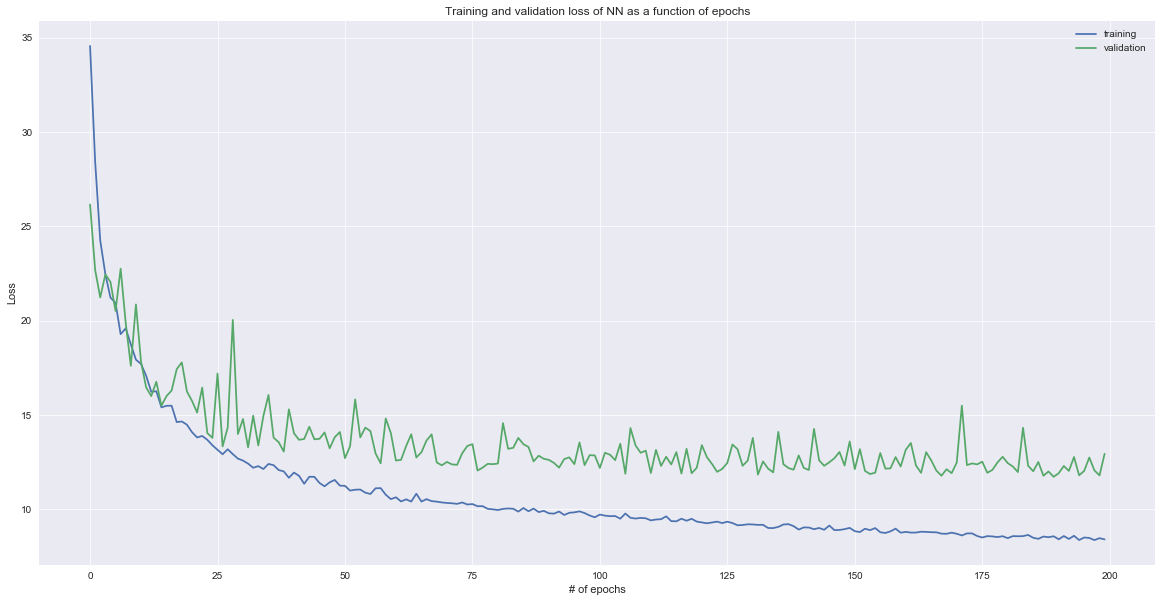 Training and validation loss of NN as a function of epochs
training
validation
Loss
35
30
25
20
15
10
0 25 50 75 100 125 150 175 200
# of epochs